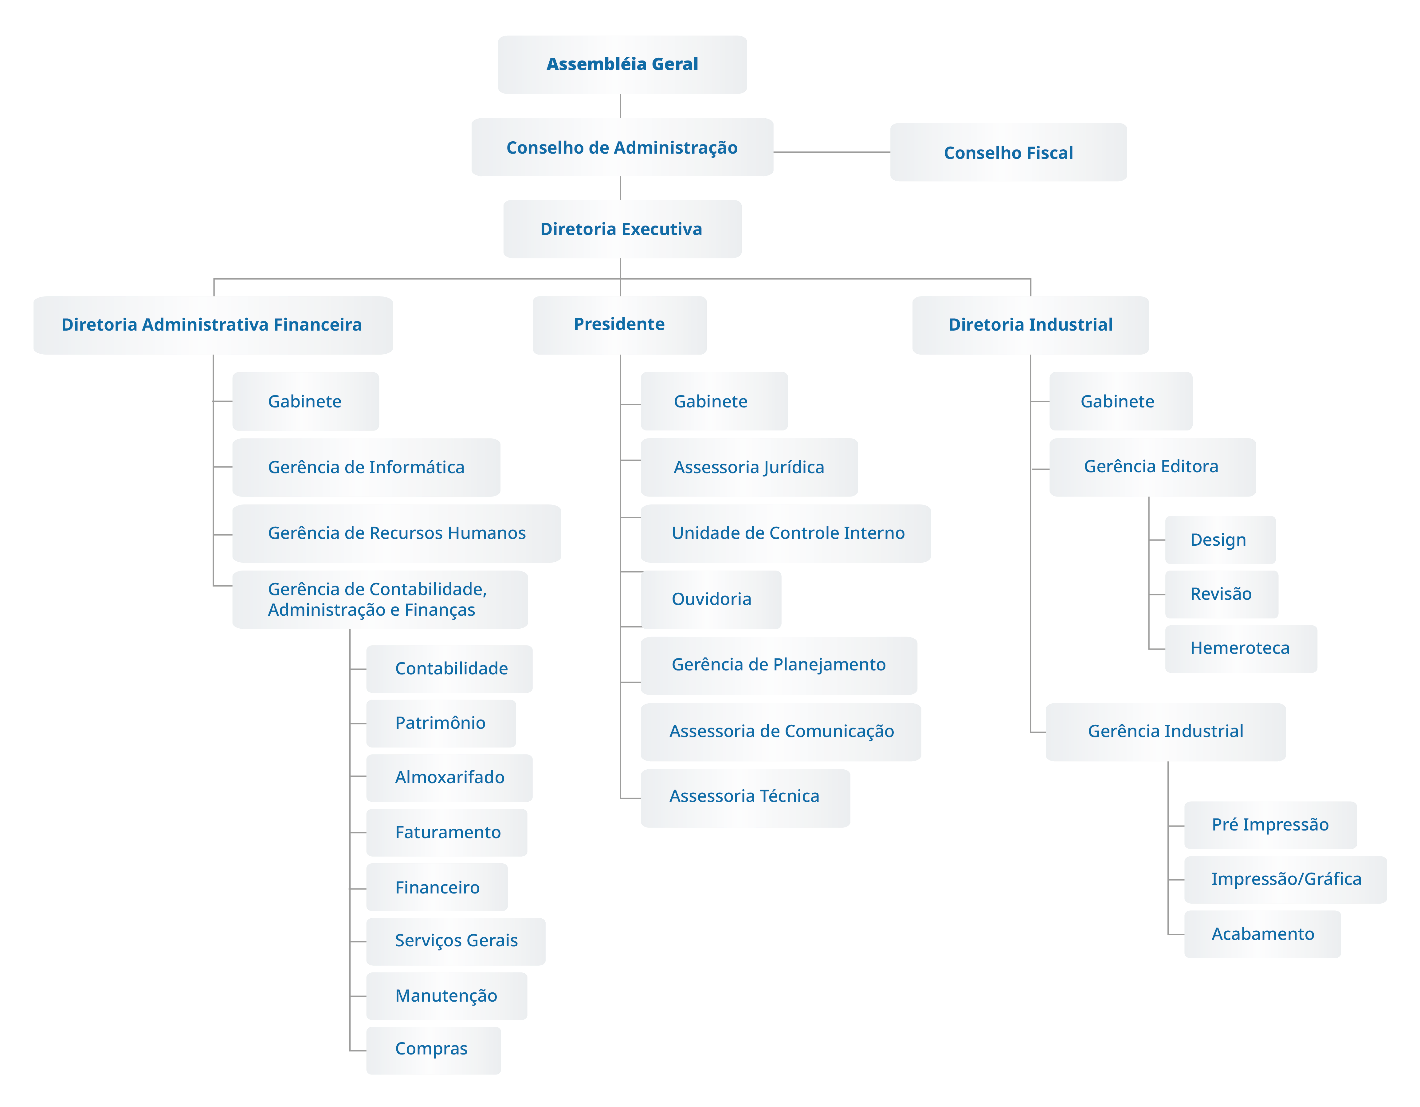 Assembléia Geral
Conselho de Administração
Conselho Fiscal
Diretoria Executiva
Diretoria Administrativa Financeira
Gabinete
Gerência de Informática
Gerência de Recursos Humanos
Gerência de Contabilidade,
Administração e Finanças
Contabilidade
Patrimônio
Almoxarifado
Faturamento
Financeiro
Serviços Gerais
Manutenção
Compras
Presidente
Gabinete
Assessoria Jurídica
Unidade de Controle Interno
Ouvidoria
Gerência de Planejamento
Assessoria de Comunicação
Assessoria Técnica
Diretoria Industrial
Gabinete
Gerência Editora
Design
Revisão
Hemeroteca
Gerência Industrial
Pré Impressão
Impressão/Gráfica
Acabamento